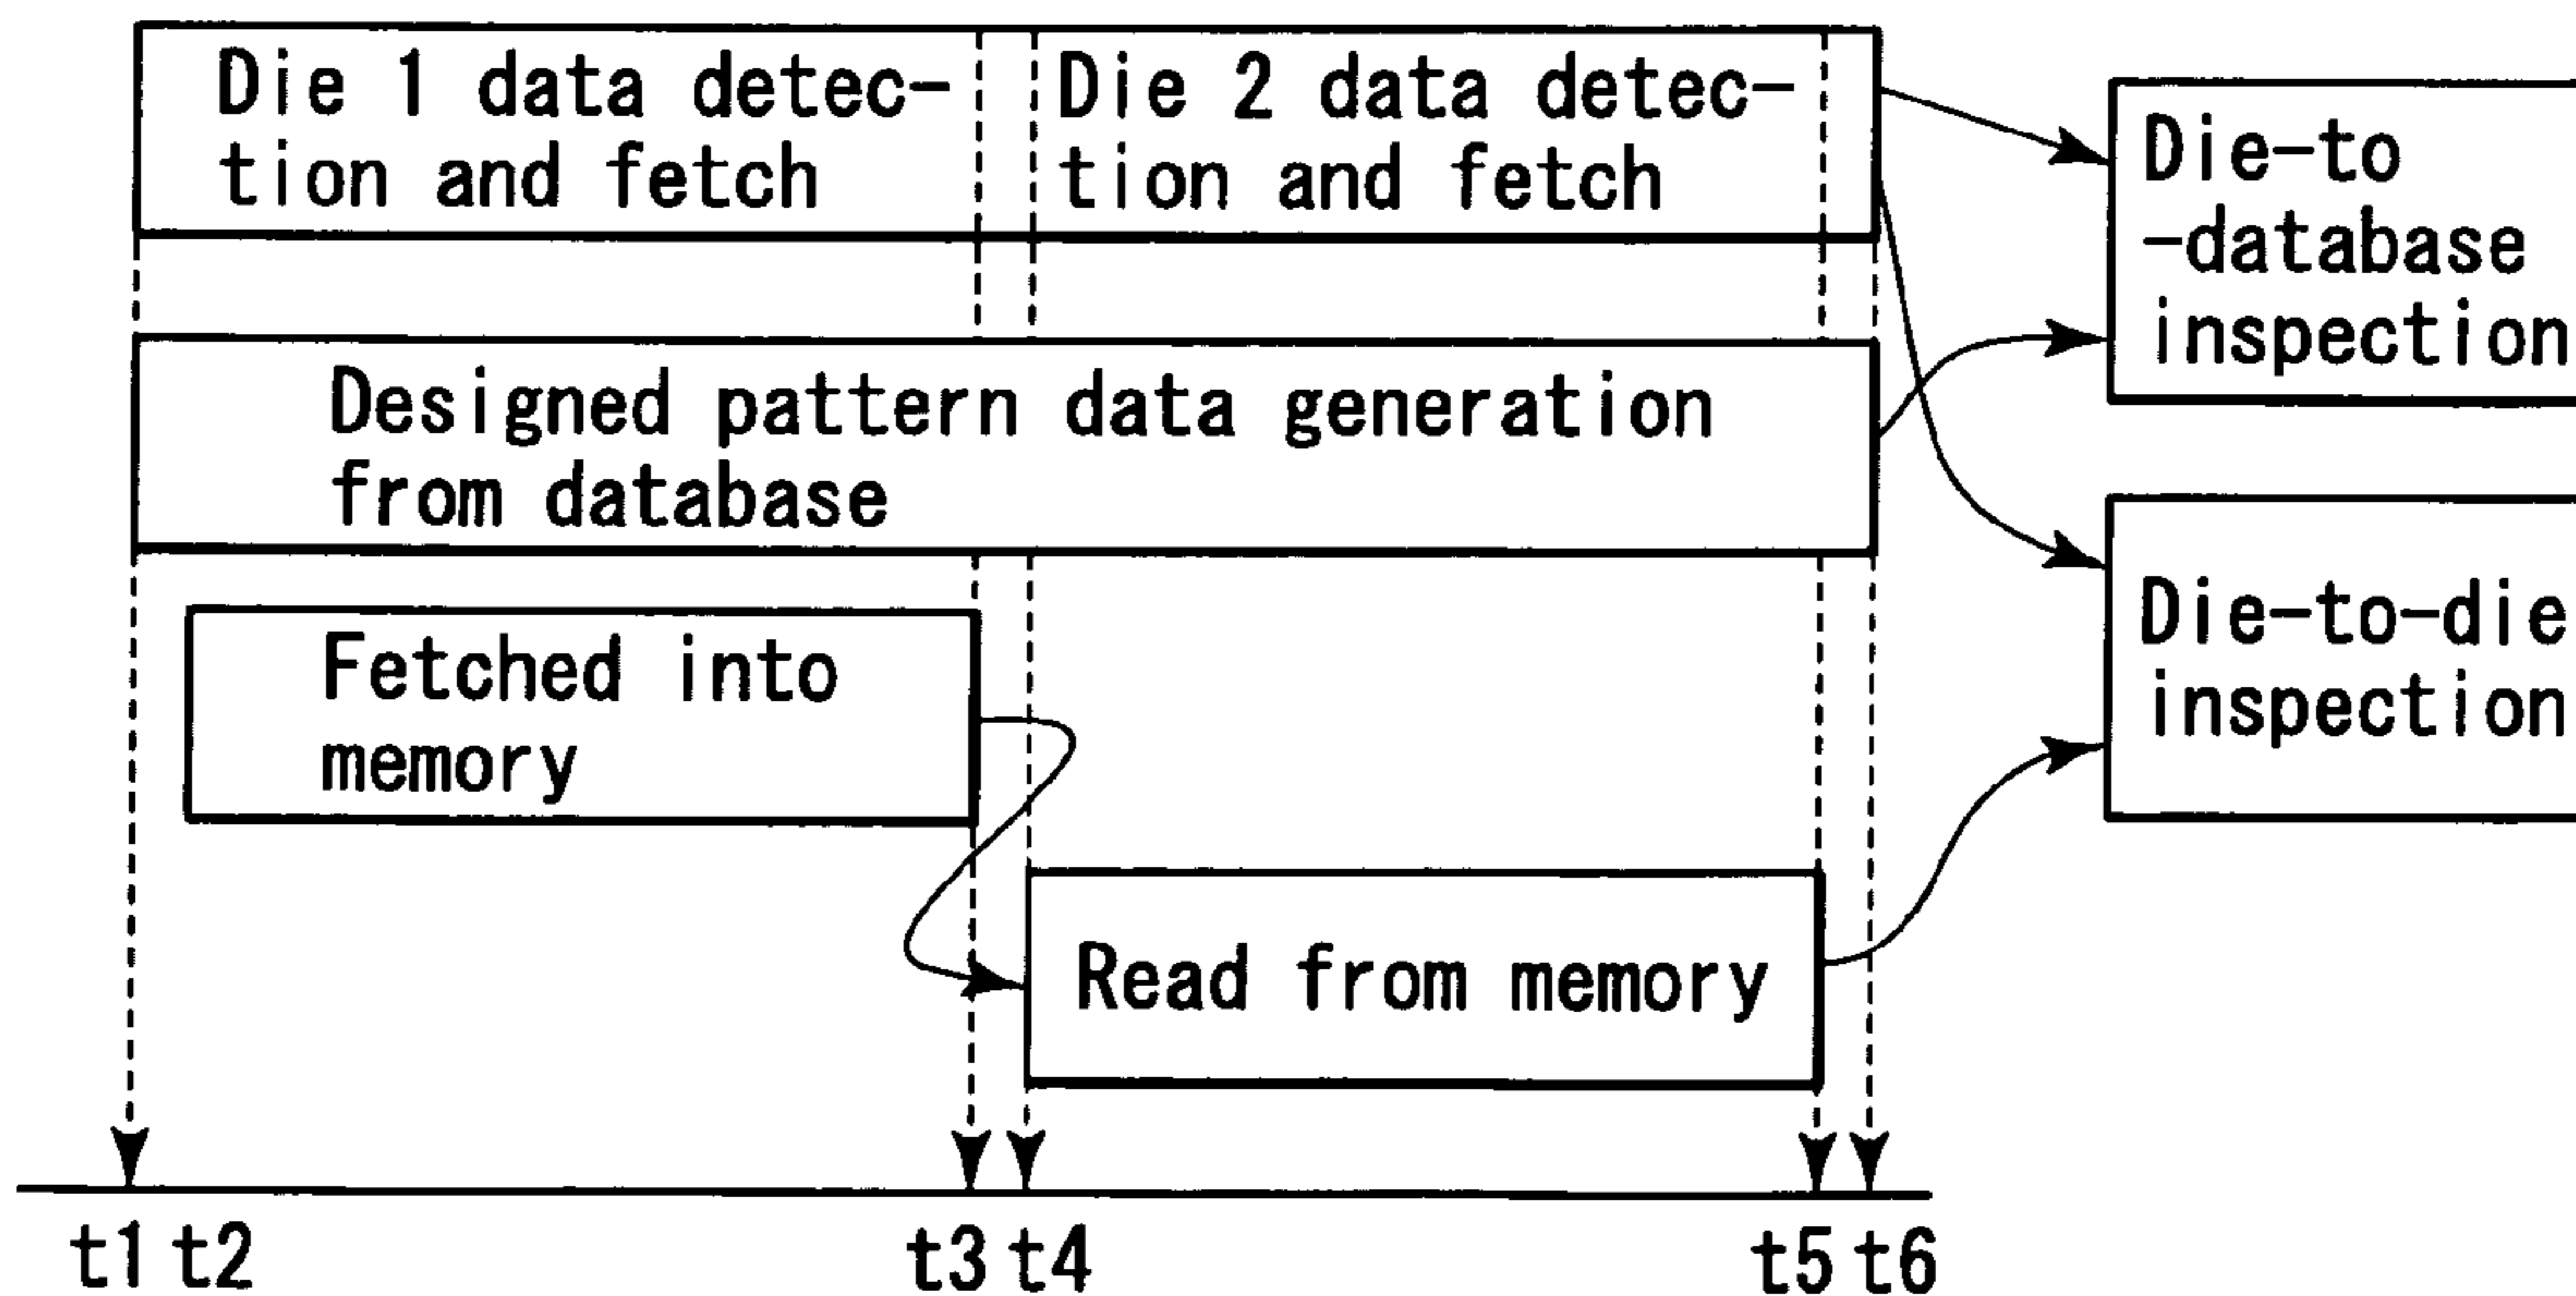 Die 1 data detec-
tion and fetch
Die 2 data detec-
tion and fetch
Die-to
-database
inspection
Designed pattern data generation
from database
Die-to-die
inspection
Fetched into
memory
Read from memory
t1 t2 t3 t4 t5 t6